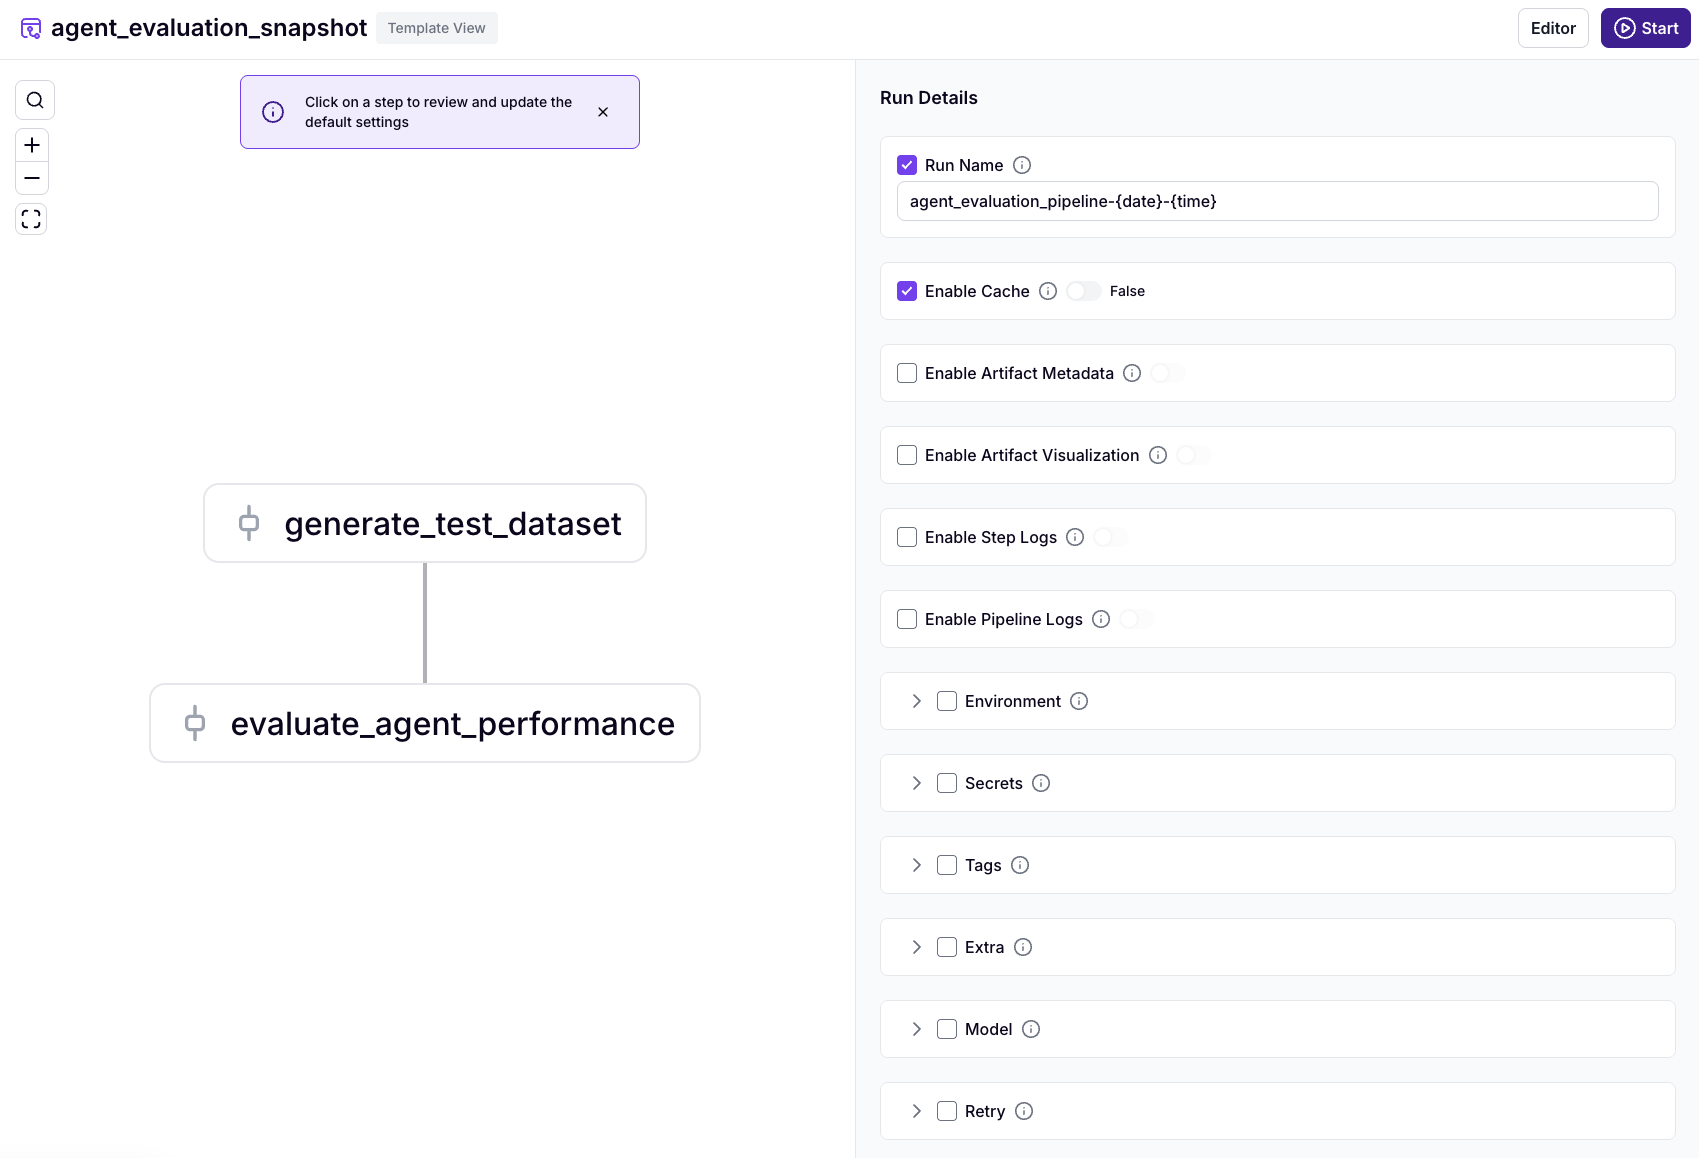 agent_evaluation_snapshot
Template View
Editor
Start
Click on a step to review and update the
default settings
generate_test_dataset
evaluate_agent_performance
Run Details
Run Name
agent_evaluation_pipeline-{date}-{time}
Enable Cache
False
Enable Artifact Metadata
Enable Artifact Visualization
Enable Step Logs
Enable Pipeline Logs
Environment
Secrets
Tags
Extra
Model
Retry